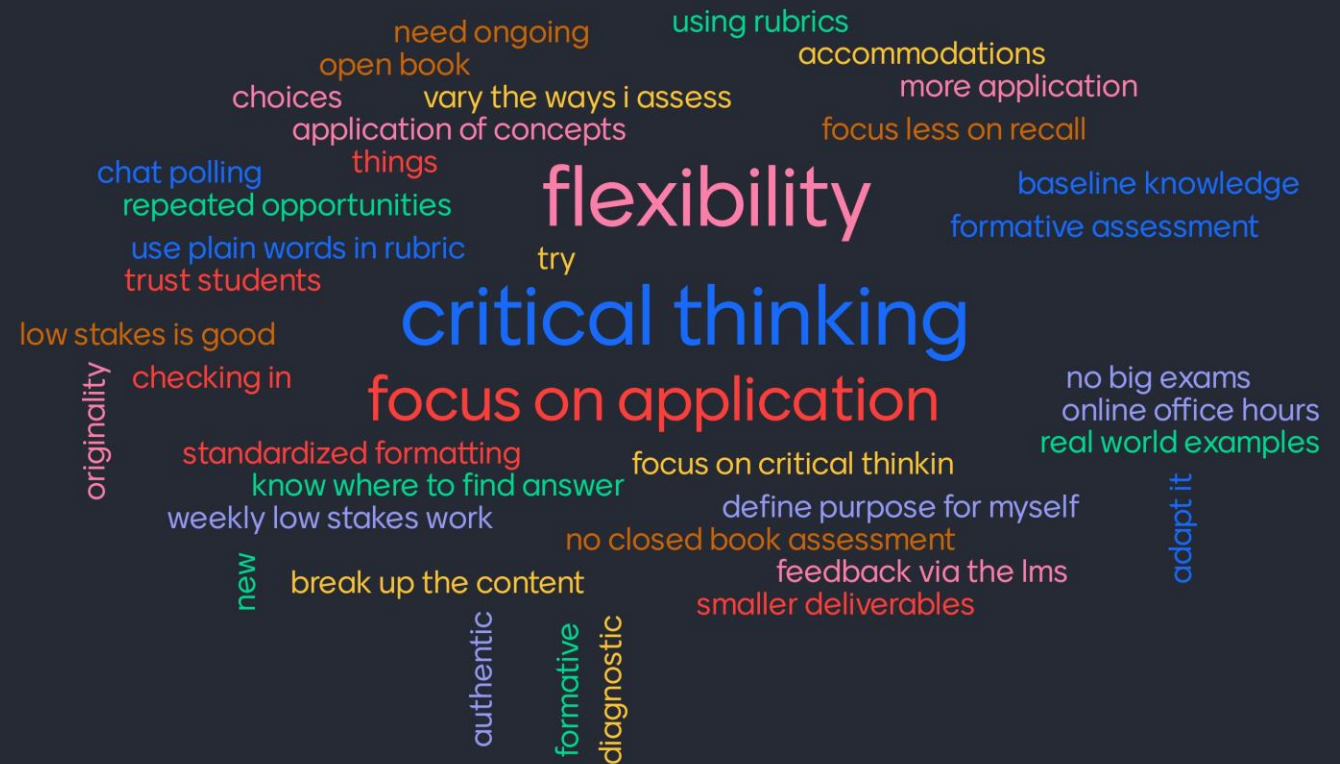 using rubrics
need ongoing
accommodations
open book
more application
choices
vary the ways i assess
application of concepts
focus less on recall
things
chat polling
flexibility
baseline knowledge
repeated opportunities
formative assessment
use plain words in rubric
try
trust students
critical thinking
low stakes is good
originality
checking in
focus on application
no big exams
online office hours
real world examples
standardized formatting
focus on critical thinkin
know where to find answer
adapt it
define purpose for myself
weekly low stakes work
no closed book assessment
new
break up the content
feedback via the lms
smaller deliverables
authentic
formative
diagnostic